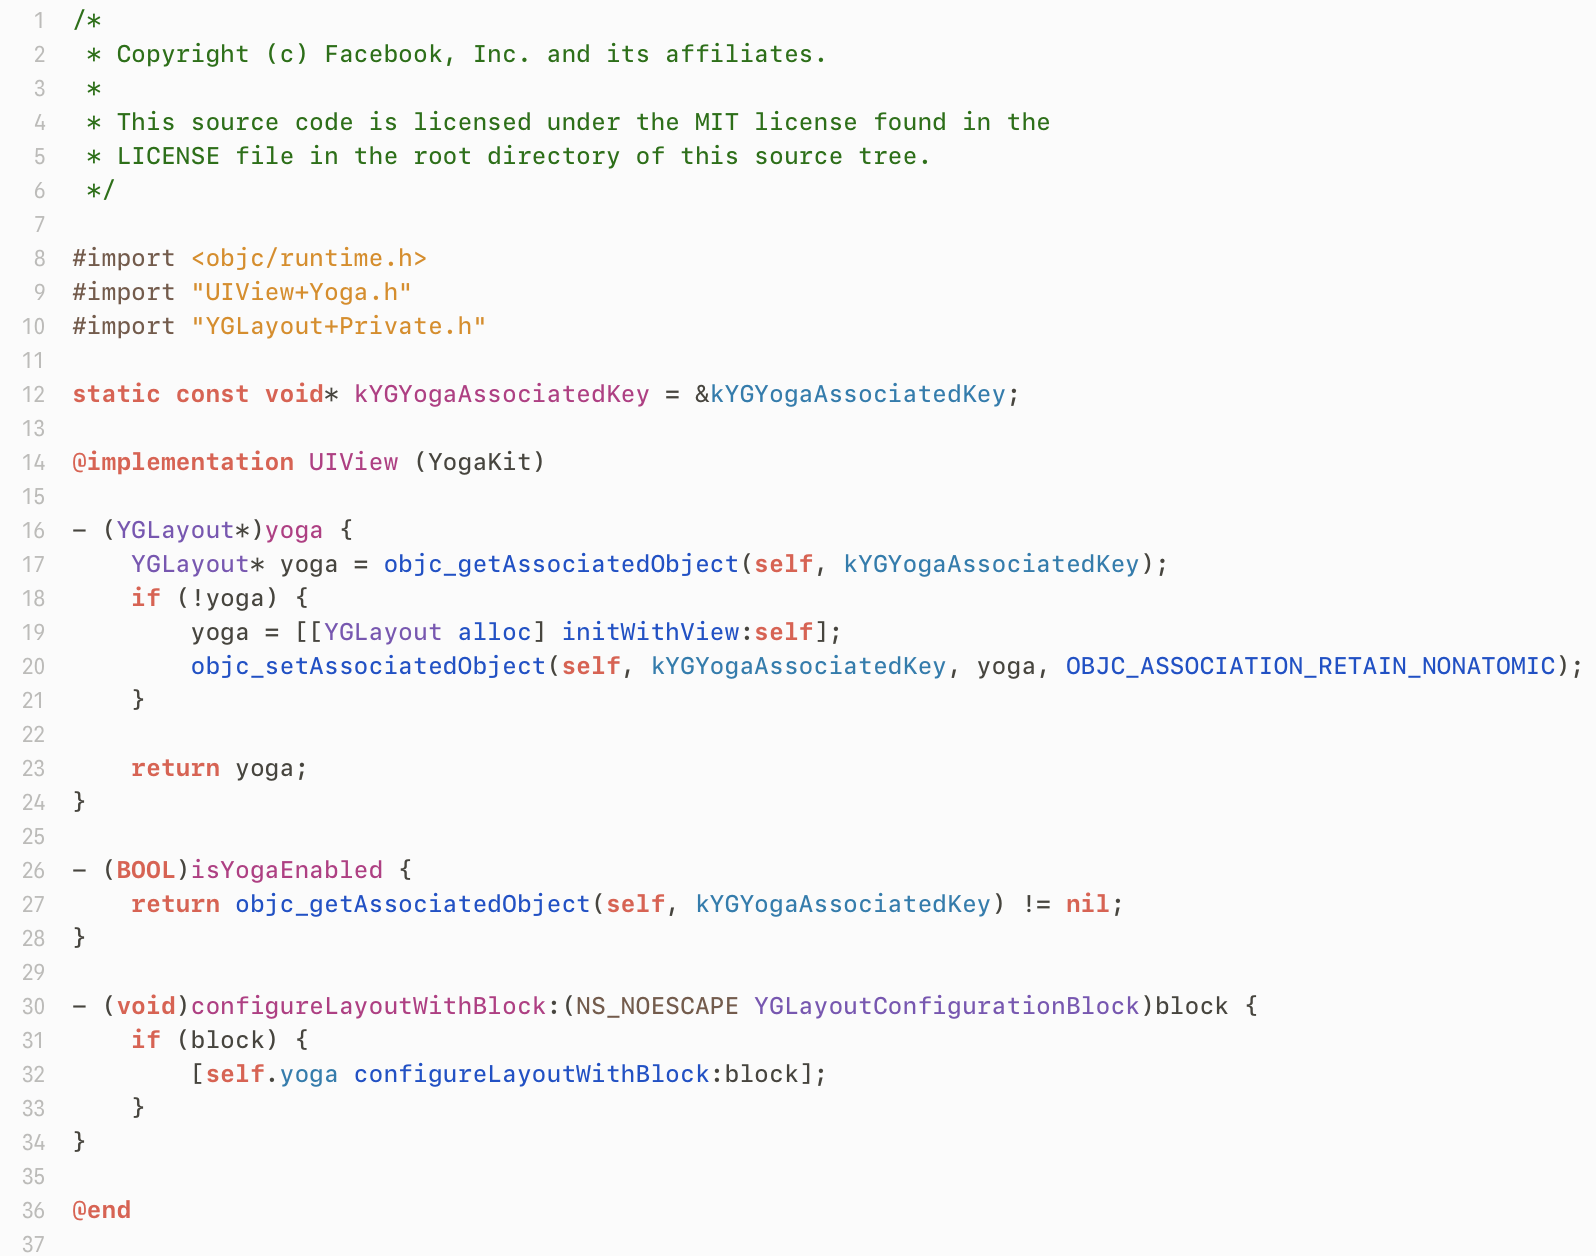 1 /*
2  * Copyright (c) Facebook, Inc. and its affiliates.
3  *
4  * This source code is licensed under the MIT license found in the
5  * LICENSE file in the root directory of this source tree.
6  */
7
8 #import <objc/runtime.h>
9 #import "UIView+Yoga.h"
10 #import "YGLayout+Private.h"
11
12 static const void* kYGYogaAssociatedKey = &kYGYogaAssociatedKey;
13
14 @implementation UIView (YogaKit)
15
16 - (YGLayout*)yoga {
17     YGLayout* yoga = objc_getAssociatedObject(self, kYGYogaAssociatedKey);
18     if (!yoga) {
19         yoga = [[YGLayout alloc] initWithView:self];
20         objc_setAssociatedObject(self, kYGYogaAssociatedKey, yoga, OBJC_ASSOCIATION_RETAIN_NONATOMIC);
21     }
22
23     return yoga;
24 }
25
26 - (BOOL)isYogaEnabled {
27     return objc_getAssociatedObject(self, kYGYogaAssociatedKey) != nil;
28 }
29
30 - (void)configureLayoutWithBlock:(NS_NOESCAPE YGLayoutConfigurationBlock)block {
31     if (block) {
32         [self.yoga configureLayoutWithBlock:block];
33     }
34 }
35
36 @end
37